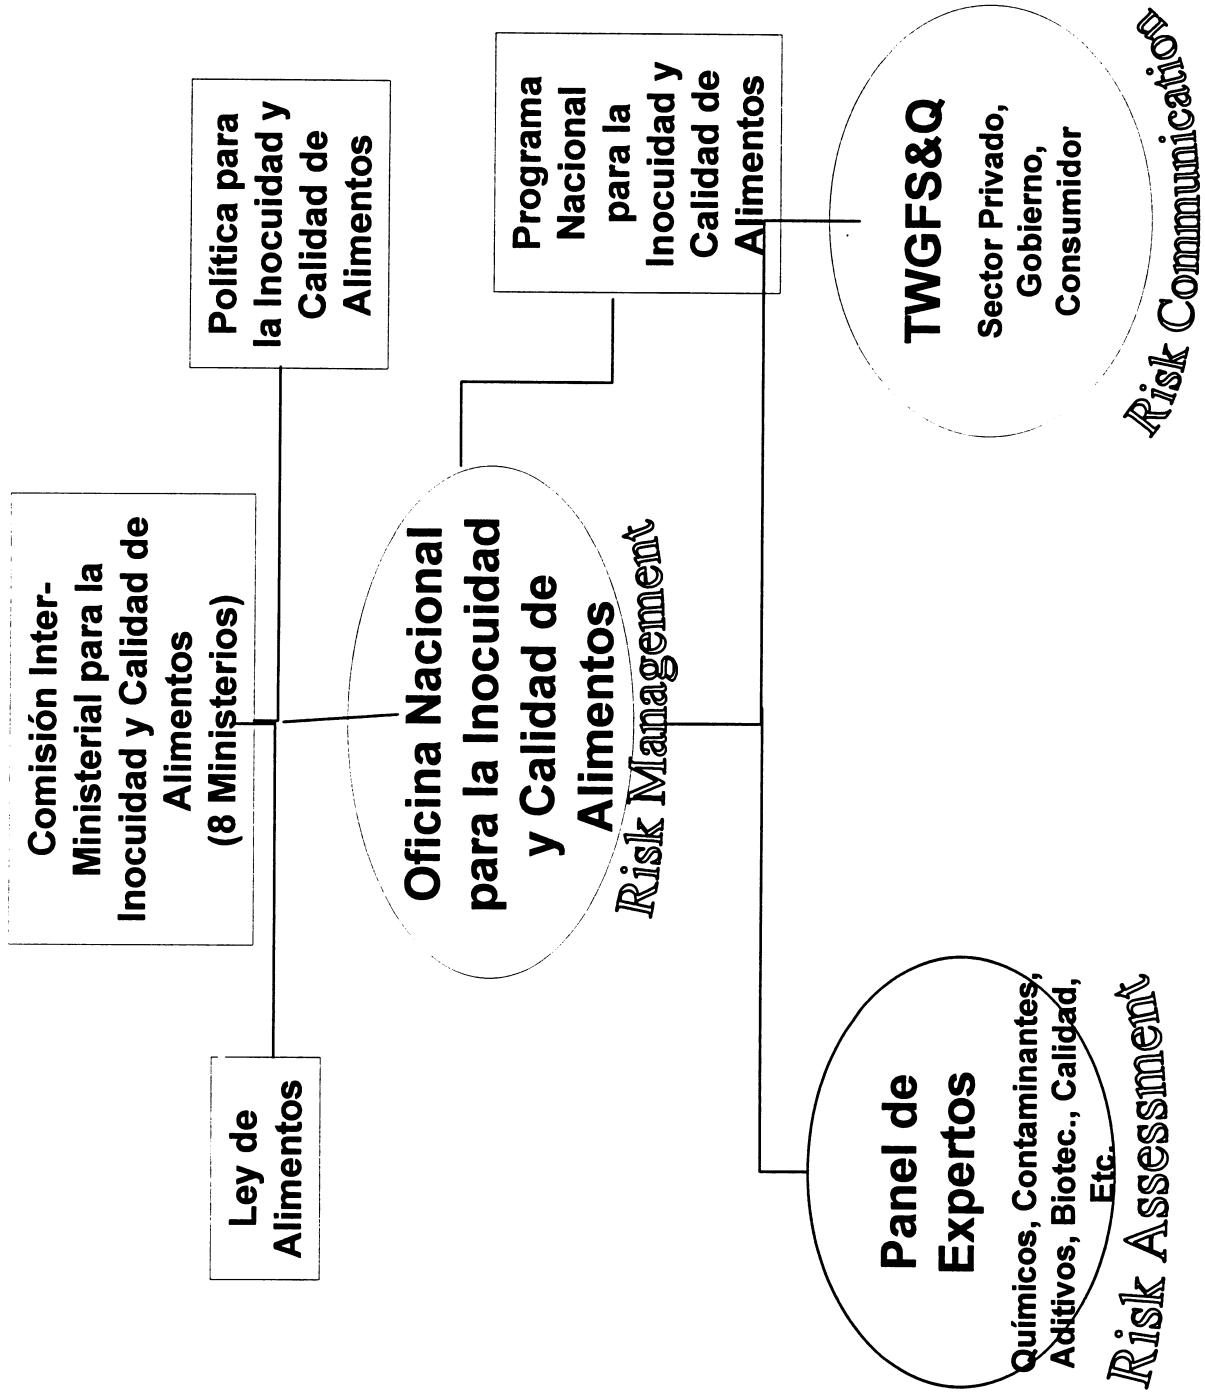 Comisión Inter-
Ministerial para la
Inocuidad y Calidad de
Alimentos
(8 Ministerios)
Ley de
Alimentos
Política para
la Inocuidad y
Calidad de
Alimentos
Oficina Nacional
para la Inocuidad
y Calidad de
Alimentos
Risk Management
Programa
Nacional
para la
Inocuidad y
Calidad de
Alimentos
Panel de
Expertos
Químicos, Contaminantes,
Aditivos, Biotec., Calidad,
Etc.
Risk Assessment
TWGFS&Q
Sector Privado,
Gobierno,
Consumidor
Risk Communication